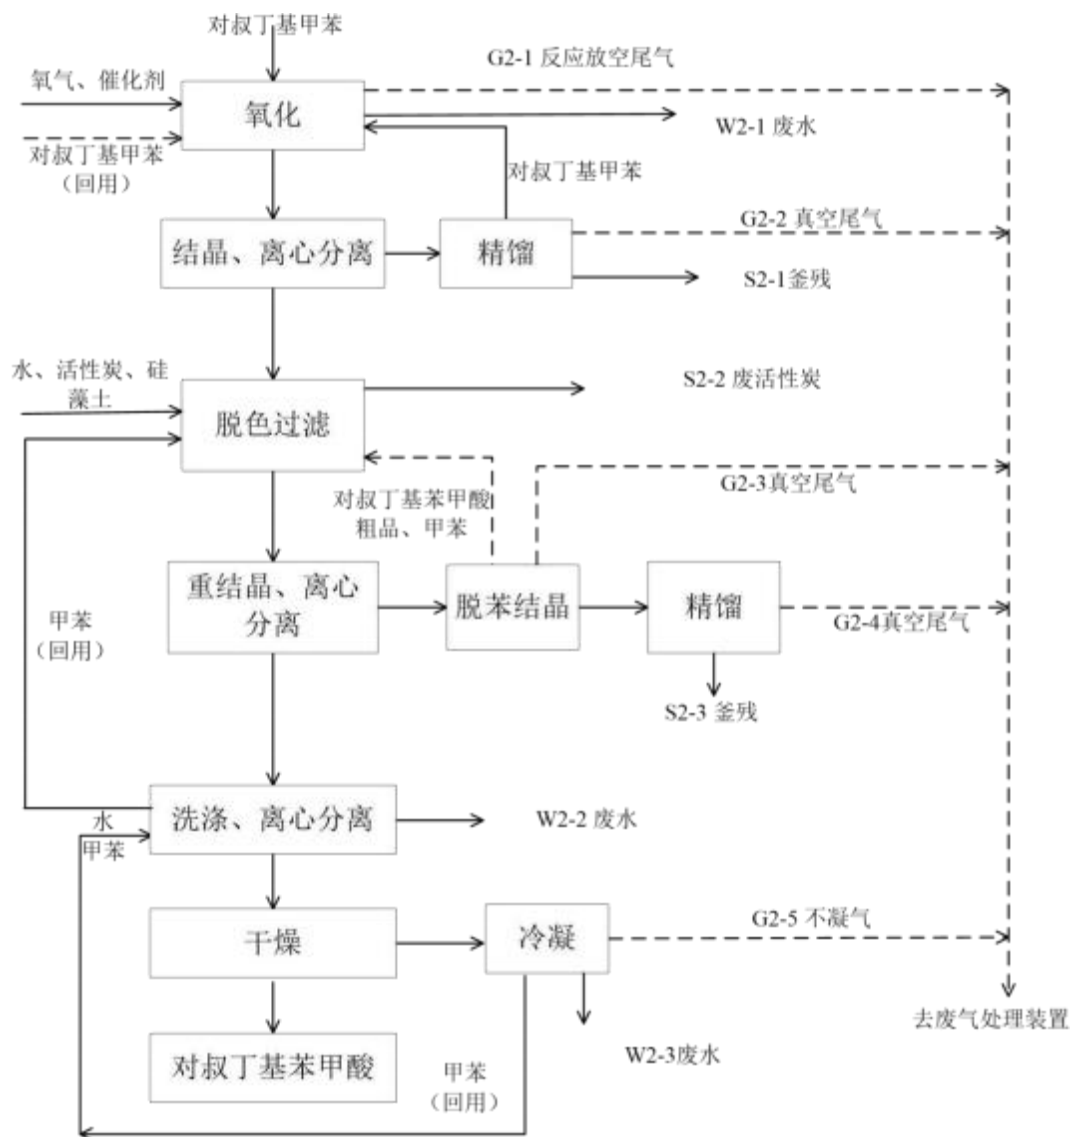 对叔丁基甲苯
G2-1 反应放空尾气
氧气、催化剂
氧化
W2-1 废水
对叔丁基甲苯
（回用）
对叔丁基甲苯
G2-2 真空尾气
结晶、离心分离
精馏
S2-1釜残
水、活性炭、硅
藻土
S2-2 废活性炭
脱色过滤
G2-3真空尾气
对叔丁基苯甲酸
粗品、甲苯
重结晶、离心
分离
脱苯结晶
精馏
甲苯
（回用）
G2-4真空尾气
S2-3 釜残
洗涤、离心分离
W2-2 废水
水
甲苯
G2-5 不凝气
干燥
冷凝
去废气处理装置
对叔丁基苯甲酸
W2-3废水
甲苯
（回用）